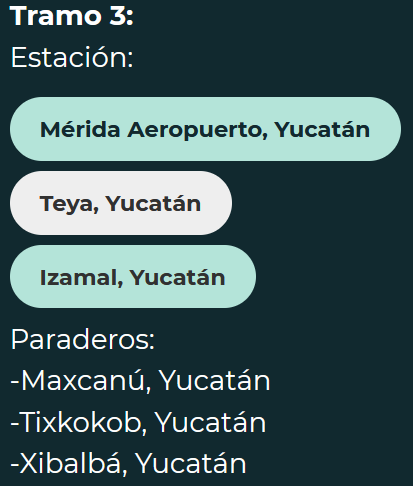 Tramo 3:
Estación:
Mérida Aeropuerto, Yucatán
Teya, Yucatán
Izamal, Yucatán
Paraderos:
-Maxcanú, Yucatán
-Tixkokob, Yucatán
-Xibalbá, Yucatán